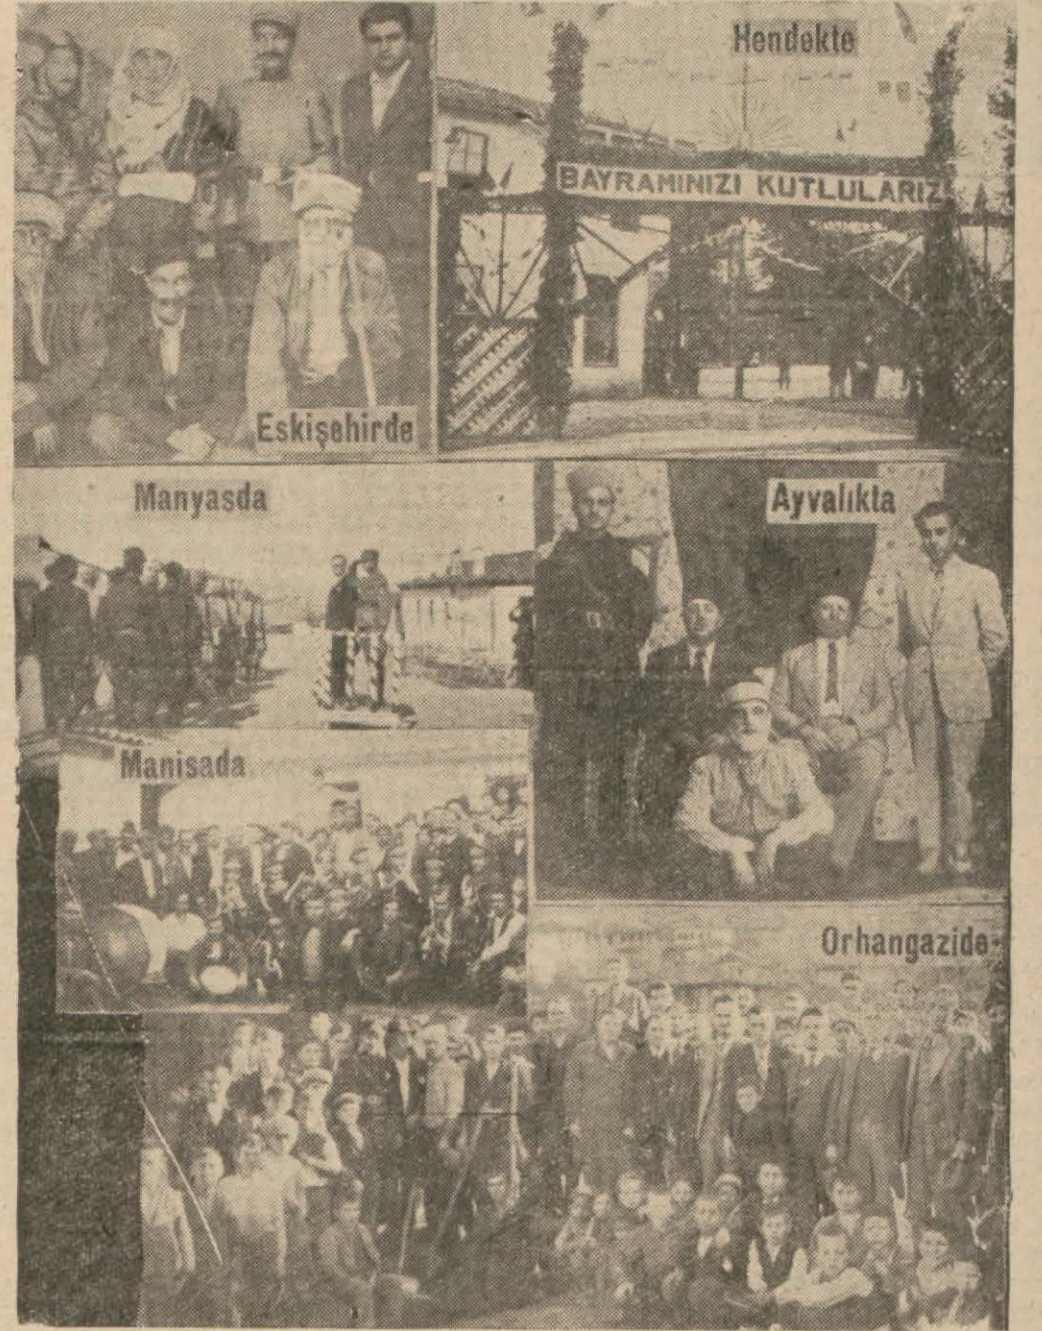 Hendekte
BAYRAMINIZI KUTLULARIZ
Eskişehirde
Manyasda
Ayvalıkta
Manisada
Orhangazide